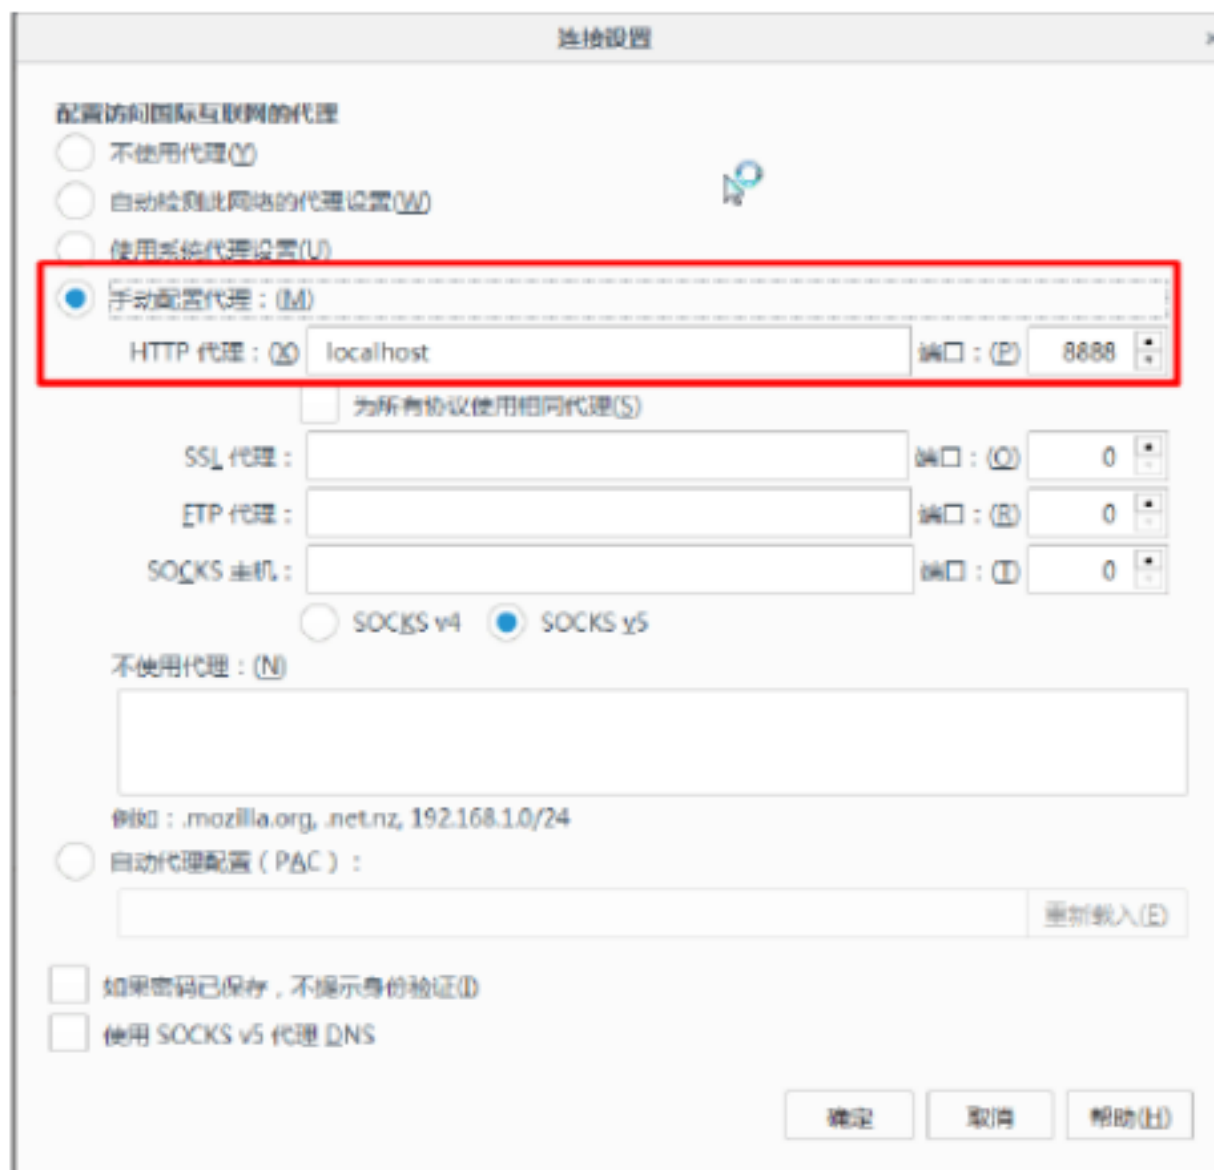 连接设置
配置访问国际互联网的代理
不使用代理(Y)
自动检测此网络的代理设置(W)
使用系统代理设置(U)
手动配置代理：(M)
HTTP 代理：(X) localhost 端口：(P) 8888
为所有协议使用相同代理(S)
SSL 代理： 端口：(O) 0
FTP 代理： 端口：(R) 0
SOCKS 主机： 端口：(T) 0
SOCKS v4 SOCKS v5
不使用代理：(N)
例如：.mozilla.org, .net.nz, 192.168.1.0/24
自动代理配置（PAC）：
重新载入(E)
如果密码已保存，不提示身份验证(I)
使用 SOCKS v5 代理 DNS
确定 取消 帮助(H)